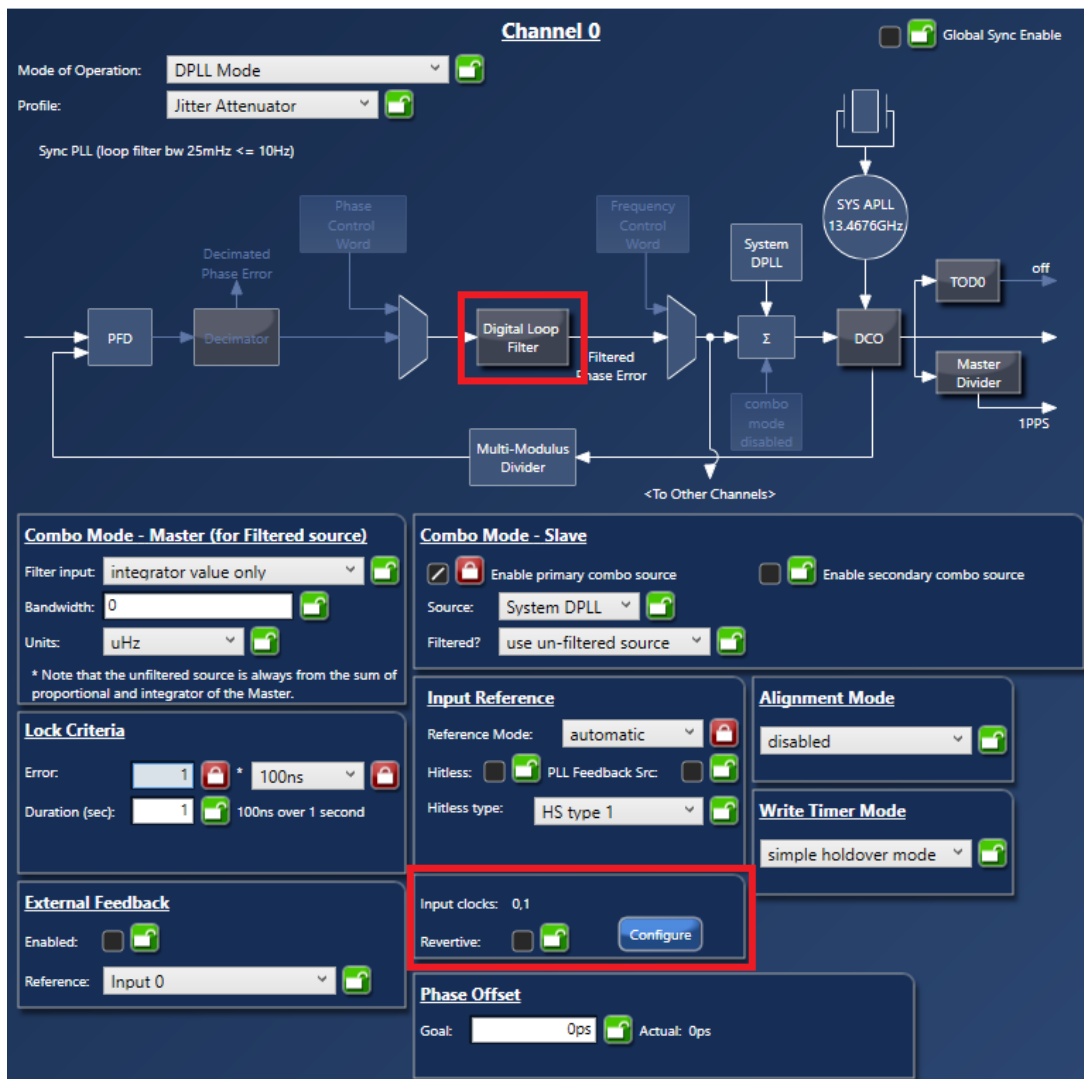 Channel 0
Global Sync Enable
Mode of Operation: DPLL Mode
Profile: Jitter Attenuator
Sync PLL (loop filter bw 25mHz <= 10Hz)
Phase
Control
Word
Frequency
Control
Word
SYS APLL
13.4676GHz
Decimated
Phase Error
System
DPLL
TOD0
off
PFD
Decimator
Digital Loop
Filter
Filtered
Phase Error
Σ
DCO
Master
Divider
1PPS
combo
mode
disabled
Multi-Modulus
Divider
<To Other Channels>
Combo Mode - Master (for Filtered source)
Filter input: integrator value only
Bandwidth: 0
Units: uHz
* Note that the unfiltered source is always from the sum of
proportional and integrator of the Master.
Combo Mode - Slave
Enable primary combo source
Enable secondary combo source
Source: System DPLL
Filtered? use un-filtered source
Lock Criteria
Error: 1 * 100ns
Duration (sec): 1 100ns over 1 second
Input Reference
Reference Mode: automatic
Hitless: PLL Feedback Src:
Hitless type: HS type 1
Alignment Mode
disabled
Write Timer Mode
simple holdover mode
External Feedback
Enabled:
Reference: Input 0
Input clocks: 0,1
Revertive: Configure
Phase Offset
Goal: 0ps Actual: 0ps